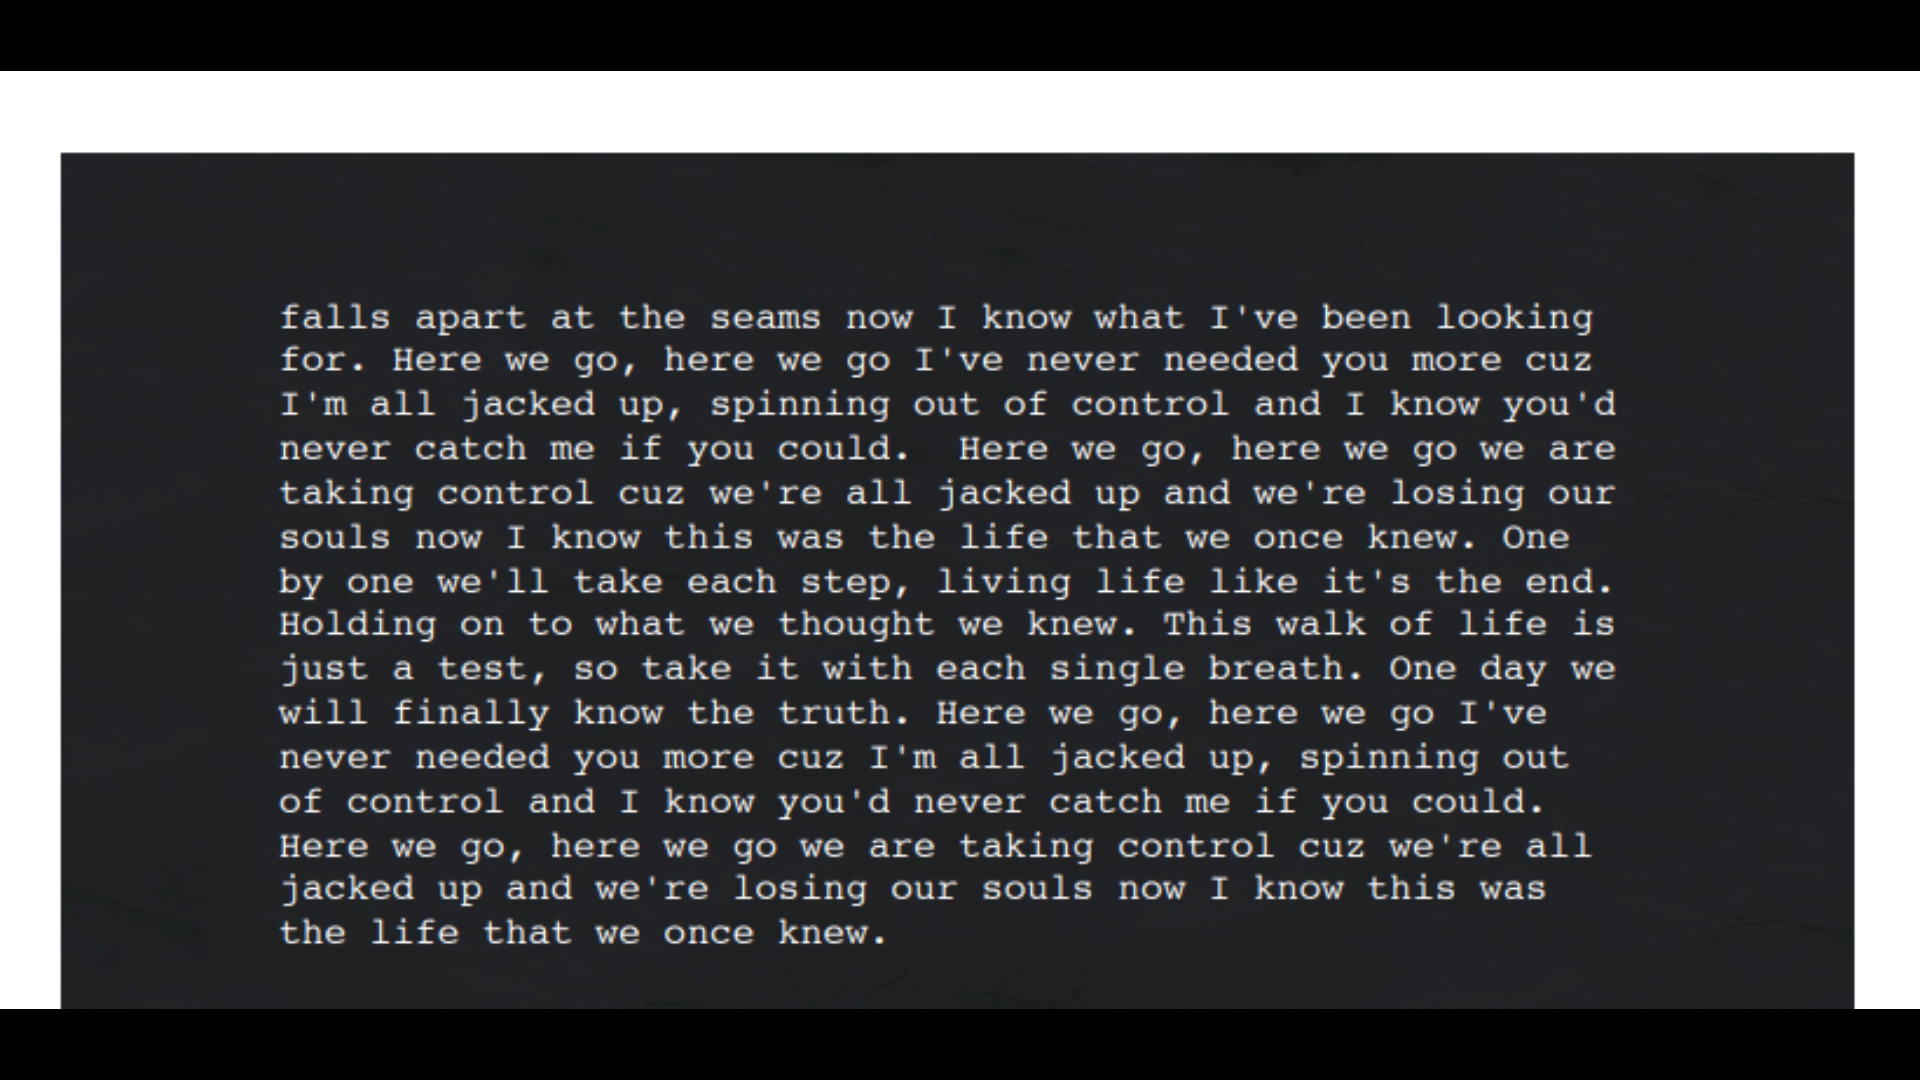 falls apart at the seams now I know what I've been looking
for. Here we go, here we go I've never needed you more cuz
I'm all jacked up, spinning out of control and I know you'd
never catch me if you could.  Here we go, here we go we are
taking control cuz we're all jacked up and we're losing our
souls now I know this was the life that we once knew. One
by one we'll take each step, living life like it's the end.
Holding on to what we thought we knew. This walk of life is
just a test, so take it with each single breath. One day we
will finally know the truth. Here we go, here we go I've
never needed you more cuz I'm all jacked up, spinning out
of control and I know you'd never catch me if you could.
Here we go, here we go we are taking control cuz we're all
jacked up and we're losing our souls now I know this was
the life that we once knew.